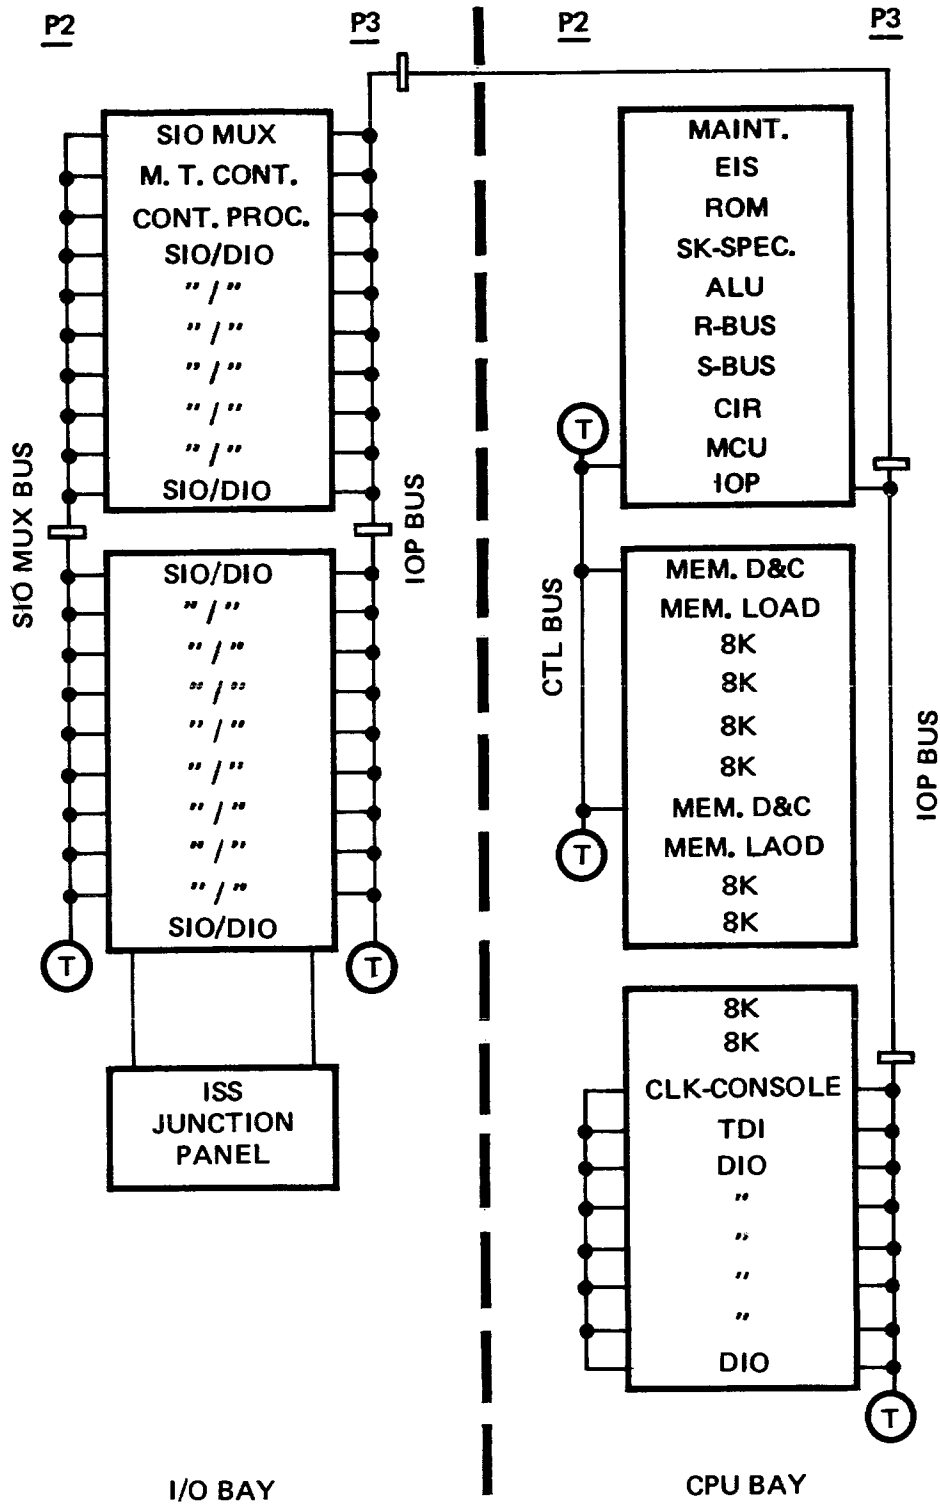 P2
P3
SIO MUX
M. T. CONT.
CONT. PROC.
SIO/DIO
" / "
" / "
" / "
" / "
" / "
SIO/DIO
SIO MUX BUS
IOP BUS
SIO/DIO
" / "
" / "
" / "
" / "
" / "
" / "
" / "
" / "
SIO/DIO
T
T
ISS
JUNCTION
PANEL
I/O BAY
P2
P3
MAINT.
EIS
ROM
SK-SPEC.
ALU
R-BUS
S-BUS
CIR
MCU
IOP
T
CTL BUS
T
MEM. D&C
MEM. LOAD
8K
8K
8K
8K
MEM. D&C
MEM. LAOD
8K
8K
IOP BUS
8K
8K
CLK-CONSOLE
TDI
DIO
"
"
"
"
DIO
T
CPU BAY